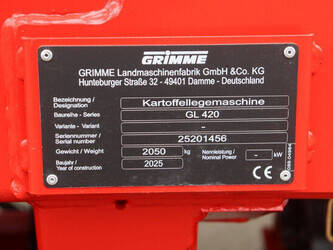 GRIMME
GRIMME Landmaschinenfabrik GmbH &Co. KG
Hunteburger Straße 32 - 49401 Damme - Deutschland
Bezeichnung / Designation Kartoffellegemaschine
Baureihe - Series GL 420
Variante - Variant -
Seriennummer / Serial number 25201456
Gewicht / Weight 2050 kg Nennleistung / Nominal Power - kW
Baujahr / Year of construction 2025 CE